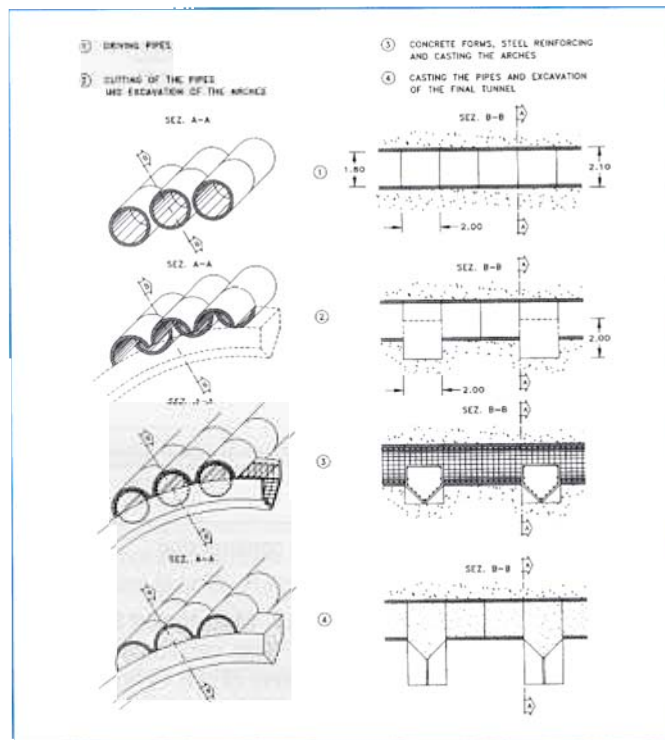 ① DRIVING PIPES
② CUTTING OF THE PIPES
AND EXCAVATION OF THE ARCHES
③ CONCRETE FORMS, STEEL REINFORCING
AND CASTING THE ARCHES
④ CASTING THE PIPES AND EXCAVATION
OF THE FINAL TUNNEL
SEZ. A-A
B
B
①
SEZ. B-B
A
1.80
2.10
2.00
A
SEZ. A-A
B
B
②
SEZ. B-B
A
2.00
2.00
A
SEZ. A-A
B
B
③
SEZ. B-B
A
A
SEZ. A-A
B
B
④
SEZ. B-B
A
A